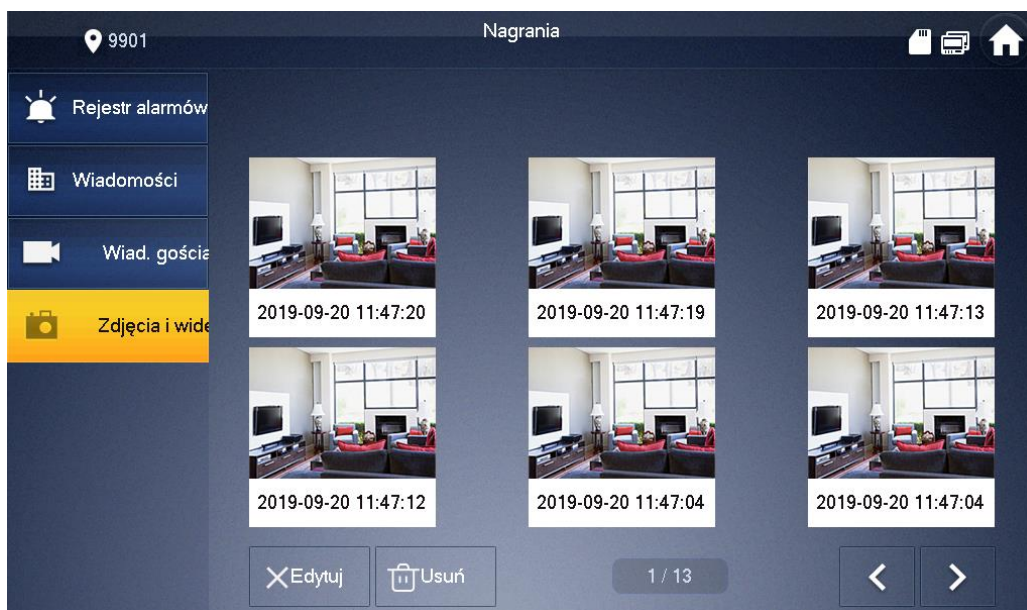 9901
Nagrania
Rejestr alarmów
Wiadomości
Wiad. gościa
Zdjęcia i wide
2019-09-20 11:47:20
2019-09-20 11:47:19
2019-09-20 11:47:13
2019-09-20 11:47:12
2019-09-20 11:47:04
2019-09-20 11:47:04
Edytuj
Usuń
1 / 13